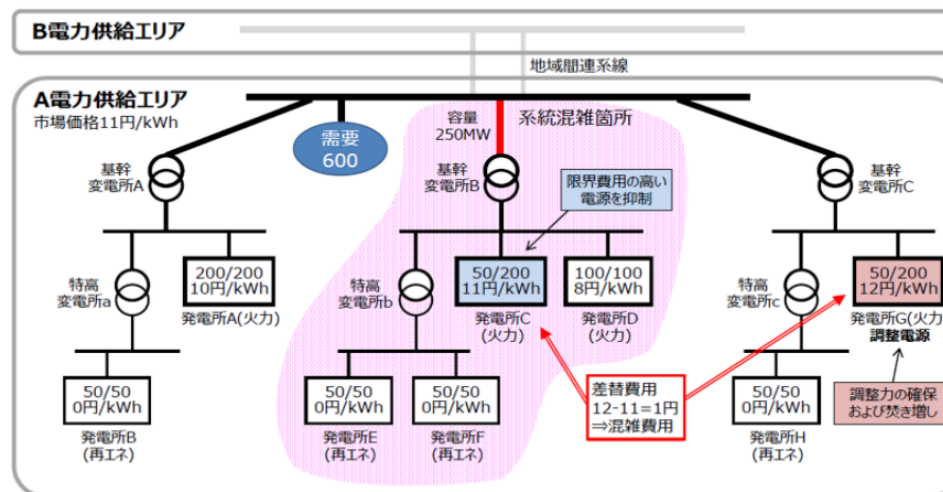 B電力供給エリア
地域間連系線
A電力供給エリア
市場価格11円/kWh
需要
600
容量
250MW
系統混雑箇所
基幹
変電所A
基幹
変電所B
基幹
変電所C
限界費用の高い
電源を抑制
特高
変電所a
200/200
10円/kWh
発電所A(火力)
特高
変電所b
50/200
11円/kWh
発電所C
(火力)
100/100
8円/kWh
発電所D
(火力)
特高
変電所c
50/200
12円/kWh
発電所G(火力
調整電源
50/50
0円/kWh
発電所B
(再エネ)
50/50
0円/kWh
発電所E
(再エネ)
50/50
0円/kWh
発電所F
(再エネ)
差替費用
12-11=1円
⇒混雑費用
50/50
0円/kWh
発電所H
(再エネ)
調整力の確保
および焚き増し